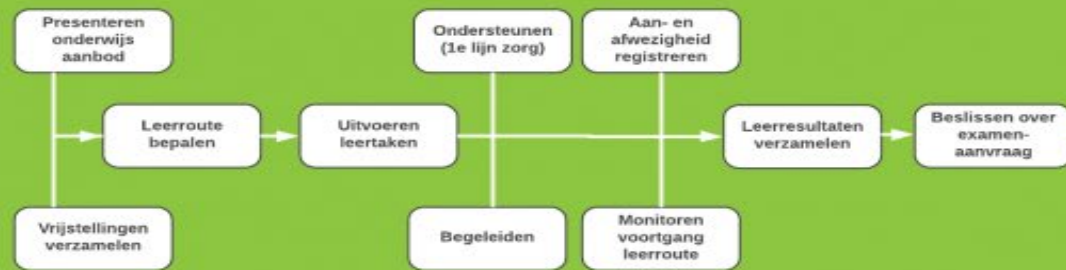 Presenteren
onderwijs
aanbod
Ondersteunen
(1e lijn zorg)
Aan- en
afwezigheid
registreren
Leerroute
bepalen
Uitvoeren
leertaken
Leerresultaten
verzamelen
Beslissen over
examen-
aanvraag
Vrijstellingen
verzamelen
Begeleiden
Monitoren
voortgang
leerroute